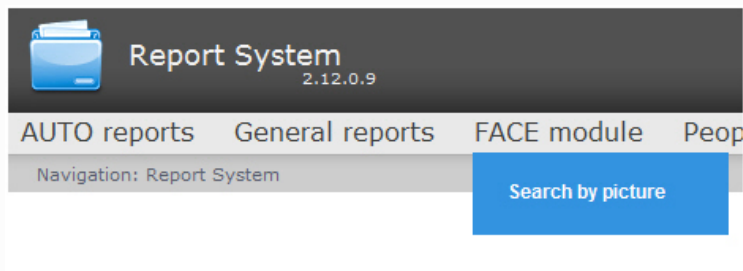 Report System
2.12.0.9
AUTO reports General reports FACE module
Navigation: Report System
Search by picture